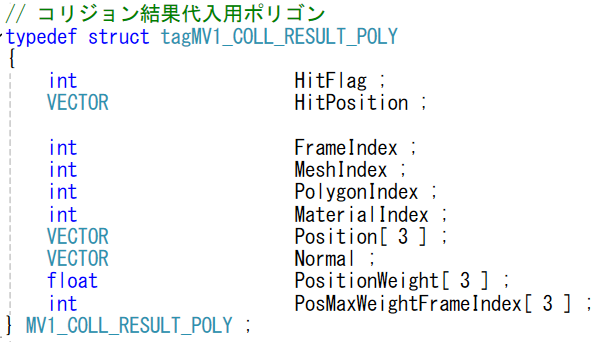 // コリジョン結果代入用ポリゴン
typedef struct tagMV1_COLL_RESULT_POLY
{
int HitFlag ;
VECTOR HitPosition ;
int FrameIndex ;
int MeshIndex ;
int PolygonIndex ;
int MaterialIndex ;
VECTOR Position[ 3 ] ;
VECTOR Normal ;
float PositionWeight[ 3 ] ;
int PosMaxWeightFrameIndex[ 3 ] ;
} MV1_COLL_RESULT_POLY ;